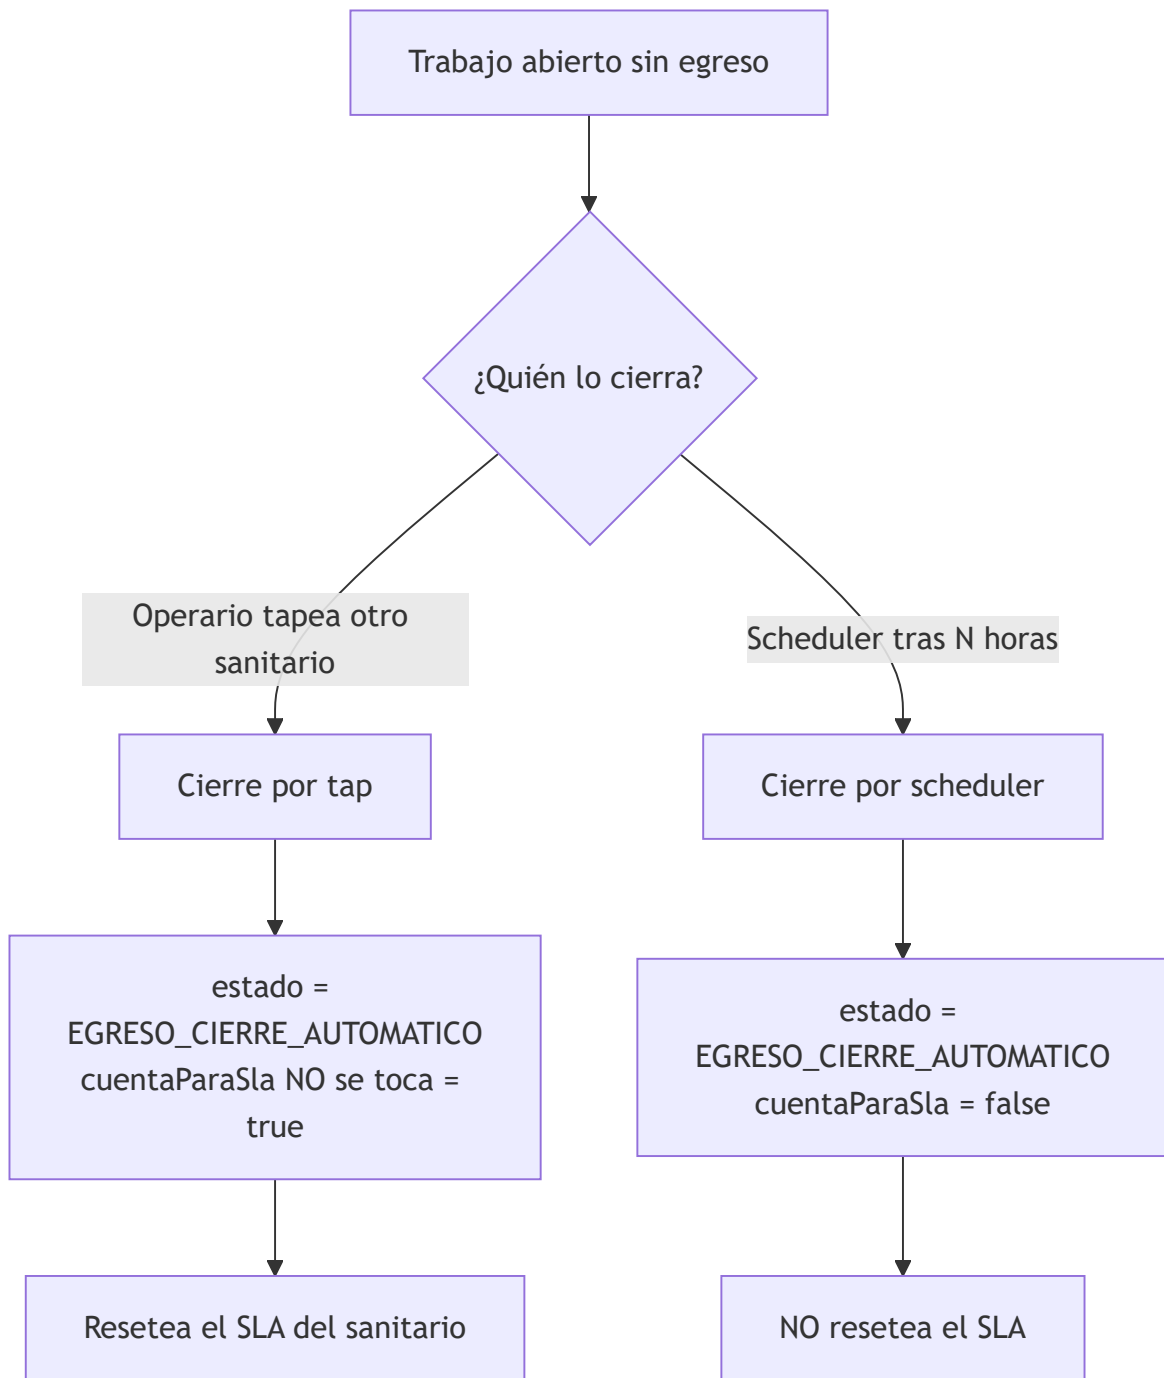 Trabajo abierto sin egreso
¿Quién lo cierra?
Operario tapea otro
sanitario
Scheduler tras N horas
Cierre por tap
Cierre por scheduler
estado =
EGRESO_CIERRE_AUTOMATICO
cuentaParaSla NO se toca =
true
estado =
EGRESO_CIERRE_AUTOMATICO
cuentaParaSla = false
Resetea el SLA del sanitario
NO resetea el SLA